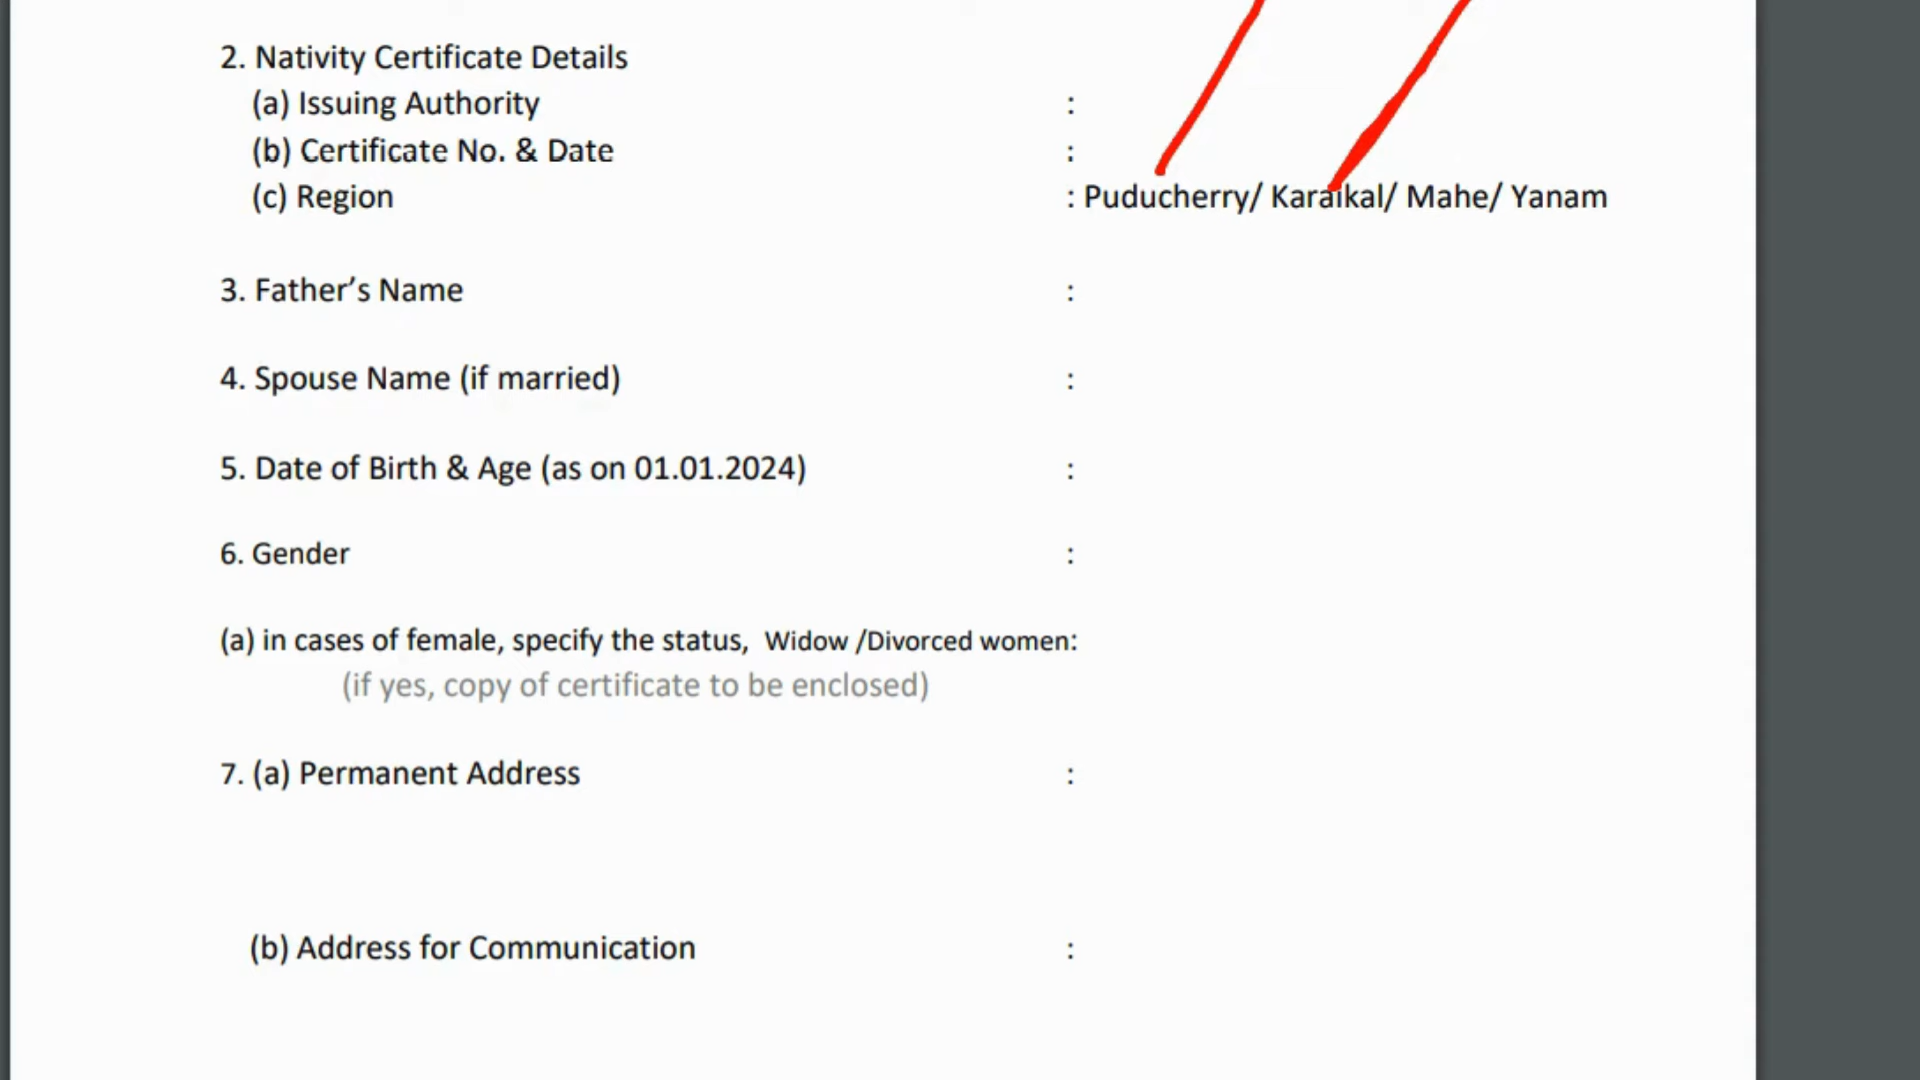 2. Nativity Certificate Details
(a) Issuing Authority :
(b) Certificate No. & Date :
(c) Region : Puducherry/ Karaikal/ Mahe/ Yanam
3. Father’s Name :
4. Spouse Name (if married) :
5. Date of Birth & Age (as on 01.01.2024) :
6. Gender :
(a) in cases of female, specify the status, Widow /Divorced women:
(if yes, copy of certificate to be enclosed)
7. (a) Permanent Address :
(b) Address for Communication :